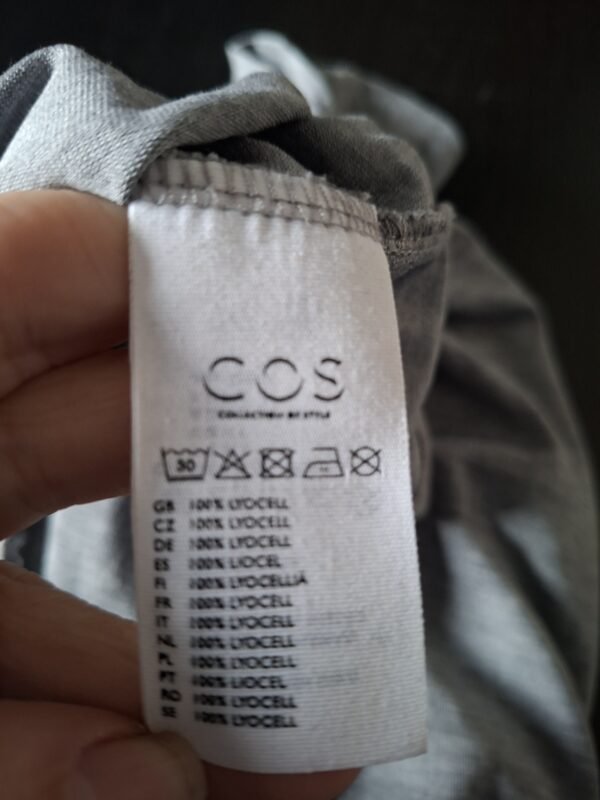 COS
COLLECTION OF STYLE
30
GB 100% LYOCELL
CZ 100% LYOCELL
DE 100% LYOCELL
ES 100% LIOCEL
FI 100% LYOCELLIÄ
FR 100% LYOCELL
IT 100% LYOCELL
NL 100% LYOCELL
PL 100% LYOCELL
PT 100% LIOCEL
RO 100% LYOCELL
SE 100% LYOCELL